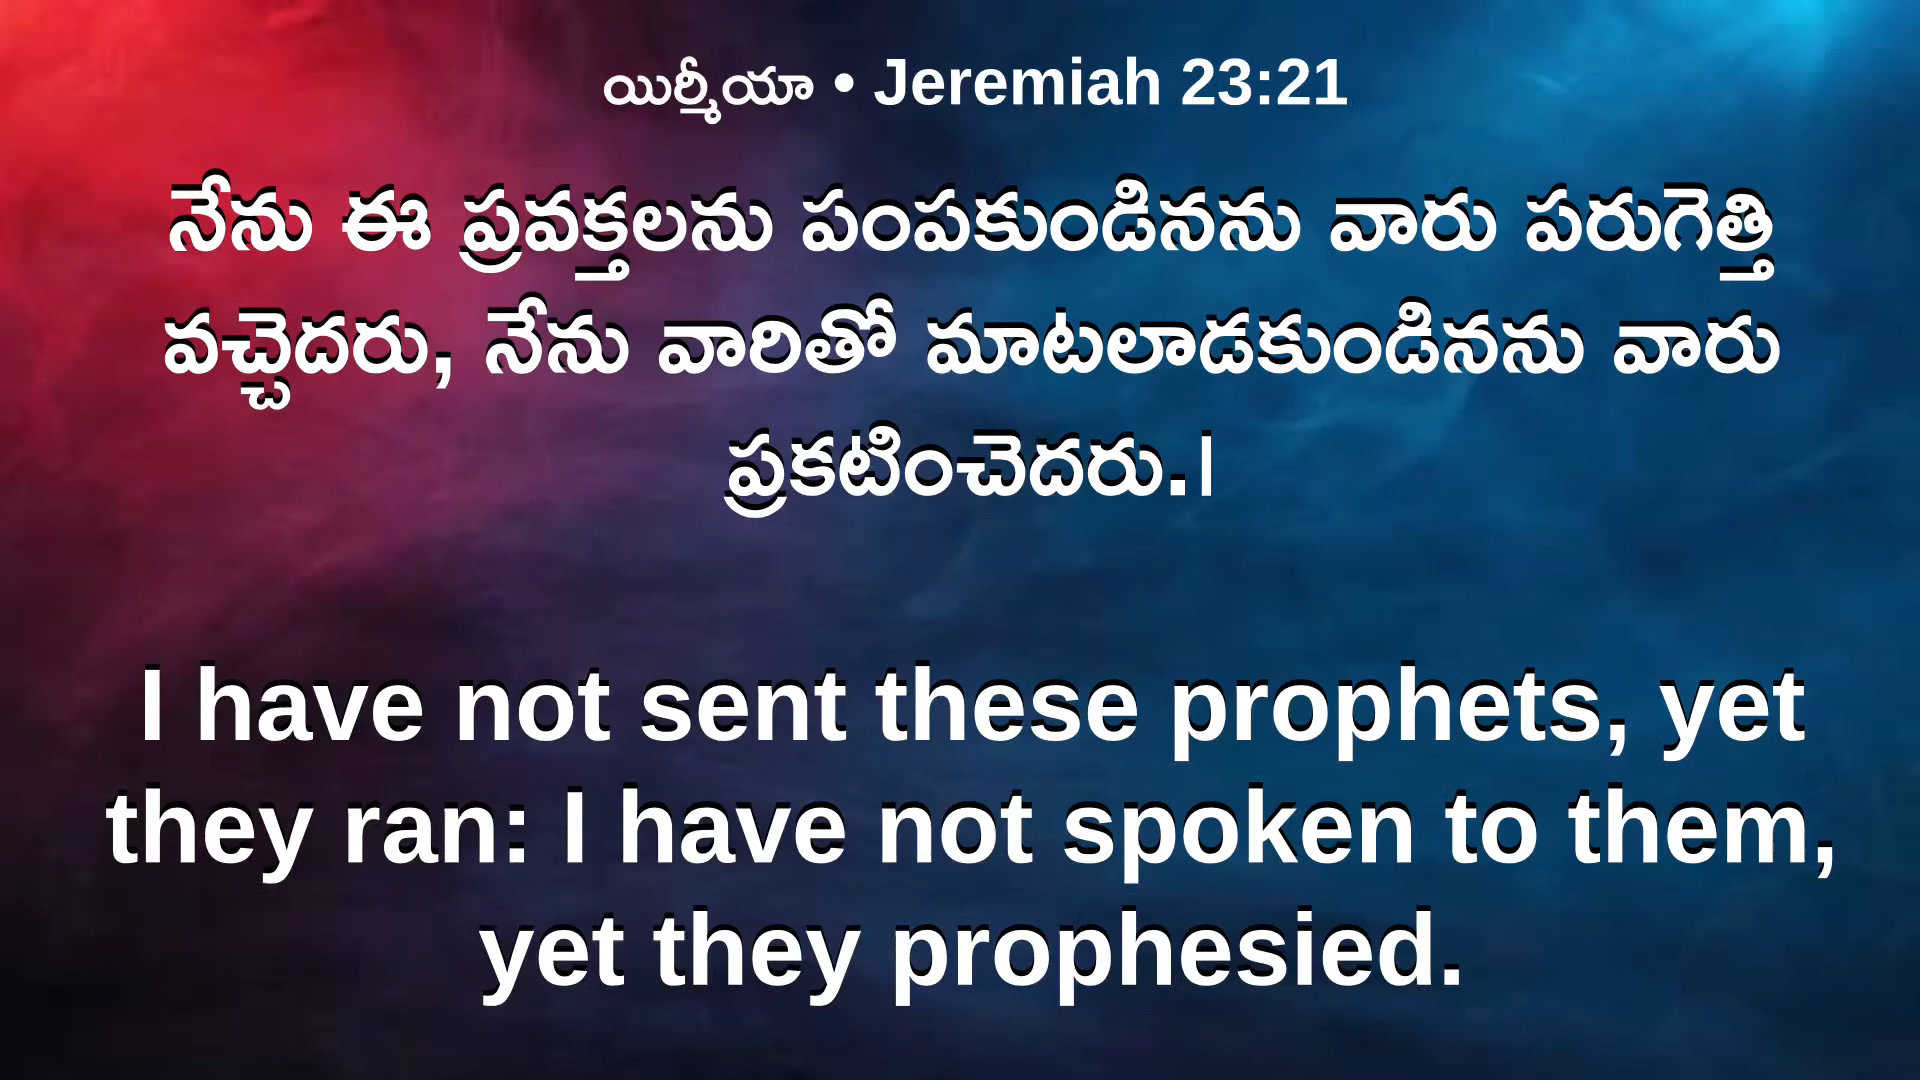 యిర్మీయా • Jeremiah 23:21
నేను ఈ ప్రవక్తలను పంపకుండినను వారు పరుగెత్తి
వచ్చెదరు, నేను వారితో మాటలాడకుండినను వారు
ప్రకటించెదరు.|
I have not sent these prophets, yet
they ran: I have not spoken to them,
yet they prophesied.